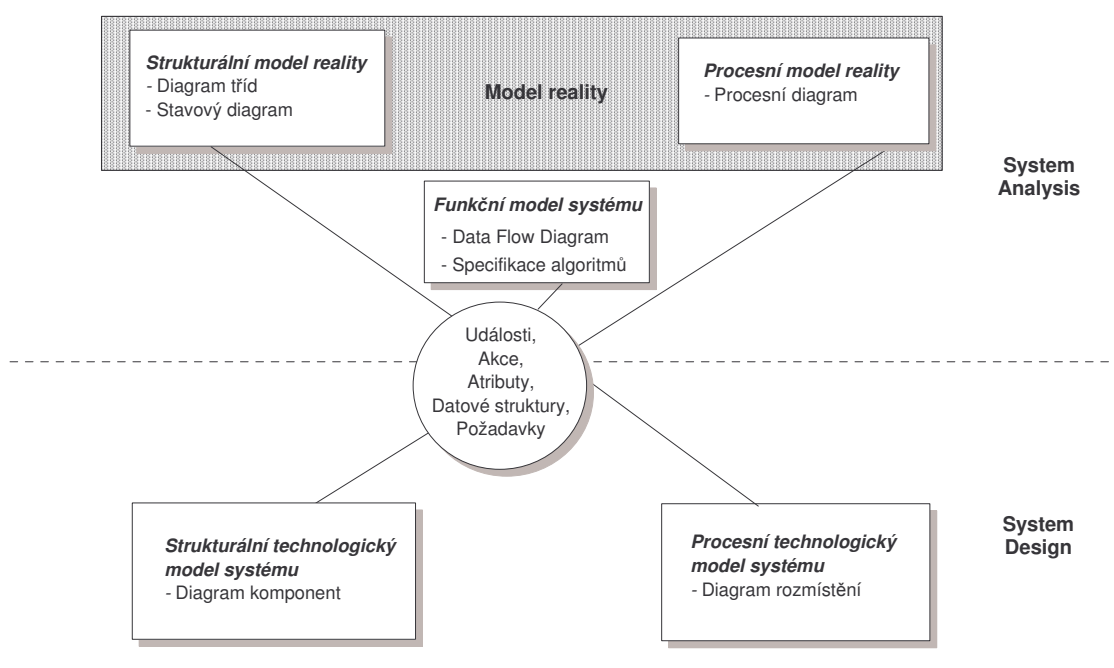 Strukturální model reality
- Diagram tříd
- Stavový diagram
Model reality
Procesní model reality
- Procesní diagram
System
Analysis
Funkční model systému
- Data Flow Diagram
- Specifikace algoritmů
Události,
Akce,
Atributy,
Datové struktury,
Požadavky
Strukturální technologický
model systému
- Diagram komponent
Procesní technologický
model systému
- Diagram rozmístění
System
Design